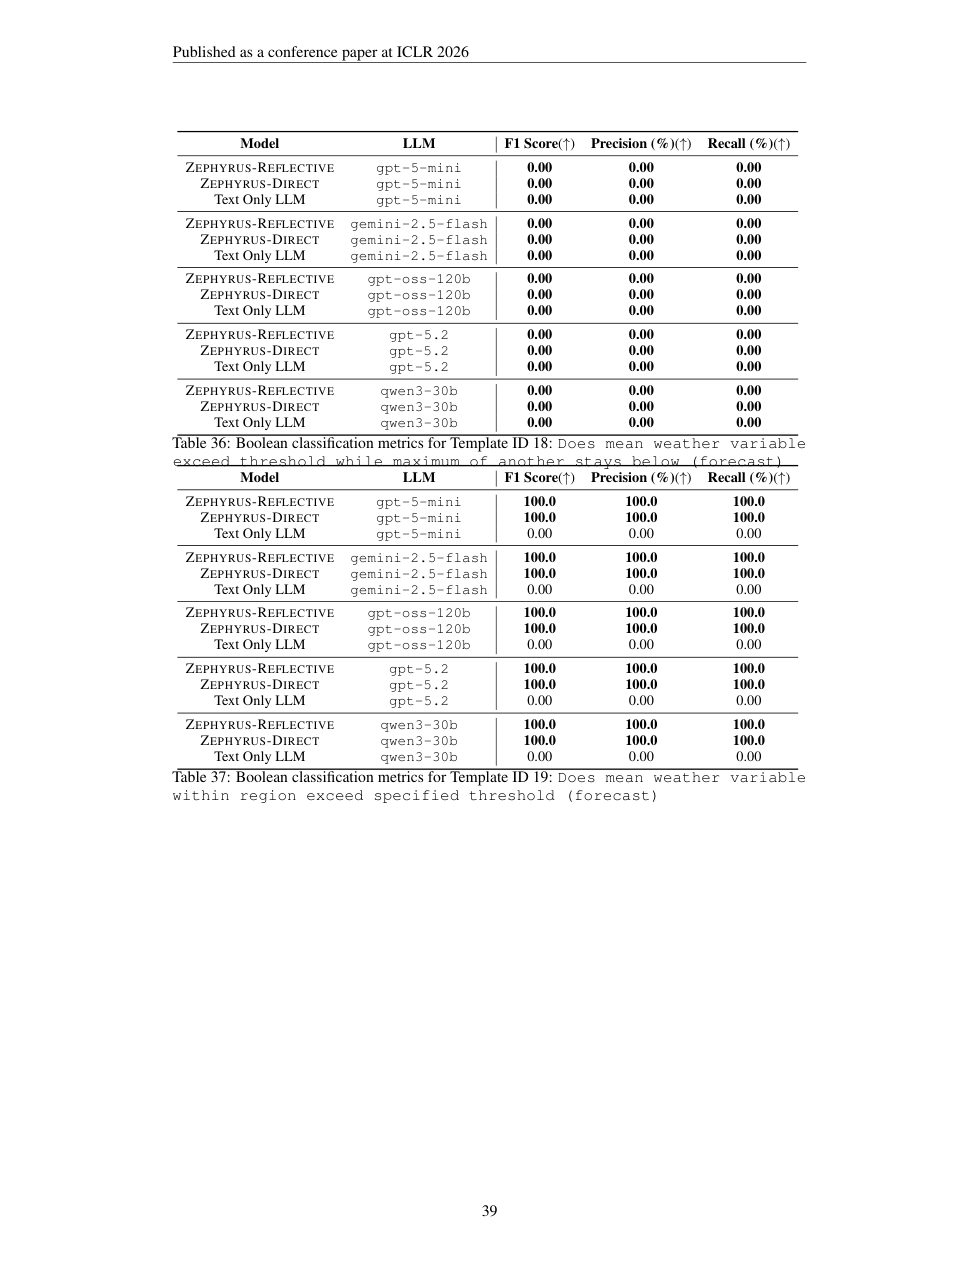 Published as a conference paper at ICLR 2026
Model LLM F1 Score(↑) Precision (%)(↑) Recall (%)(↑)
ZEPHYRUS-REFLECTIVE gpt-5-mini 0.00 0.00 0.00
ZEPHYRUS-DIRECT gpt-5-mini 0.00 0.00 0.00
Text Only LLM gpt-5-mini 0.00 0.00 0.00
ZEPHYRUS-REFLECTIVE gemini-2.5-flash 0.00 0.00 0.00
ZEPHYRUS-DIRECT gemini-2.5-flash 0.00 0.00 0.00
Text Only LLM gemini-2.5-flash 0.00 0.00 0.00
ZEPHYRUS-REFLECTIVE gpt-oss-120b 0.00 0.00 0.00
ZEPHYRUS-DIRECT gpt-oss-120b 0.00 0.00 0.00
Text Only LLM gpt-oss-120b 0.00 0.00 0.00
ZEPHYRUS-REFLECTIVE gpt-5.2 0.00 0.00 0.00
ZEPHYRUS-DIRECT gpt-5.2 0.00 0.00 0.00
Text Only LLM gpt-5.2 0.00 0.00 0.00
ZEPHYRUS-REFLECTIVE qwen3-30b 0.00 0.00 0.00
ZEPHYRUS-DIRECT qwen3-30b 0.00 0.00 0.00
Text Only LLM qwen3-30b 0.00 0.00 0.00
Table 36: Boolean classification metrics for Template ID 18: Does mean weather variable
exceed threshold while maximum of another stays below (forecast)
Model LLM F1 Score(↑) Precision (%)(↑) Recall (%)(↑)
ZEPHYRUS-REFLECTIVE gpt-5-mini 100.0 100.0 100.0
ZEPHYRUS-DIRECT gpt-5-mini 100.0 100.0 100.0
Text Only LLM gpt-5-mini 0.00 0.00 0.00
ZEPHYRUS-REFLECTIVE gemini-2.5-flash 100.0 100.0 100.0
ZEPHYRUS-DIRECT gemini-2.5-flash 100.0 100.0 100.0
Text Only LLM gemini-2.5-flash 0.00 0.00 0.00
ZEPHYRUS-REFLECTIVE gpt-oss-120b 100.0 100.0 100.0
ZEPHYRUS-DIRECT gpt-oss-120b 100.0 100.0 100.0
Text Only LLM gpt-oss-120b 0.00 0.00 0.00
ZEPHYRUS-REFLECTIVE gpt-5.2 100.0 100.0 100.0
ZEPHYRUS-DIRECT gpt-5.2 100.0 100.0 100.0
Text Only LLM gpt-5.2 0.00 0.00 0.00
ZEPHYRUS-REFLECTIVE qwen3-30b 100.0 100.0 100.0
ZEPHYRUS-DIRECT qwen3-30b 100.0 100.0 100.0
Text Only LLM qwen3-30b 0.00 0.00 0.00
Table 37: Boolean classification metrics for Template ID 19: Does mean weather variable
within region exceed specified threshold (forecast)
39